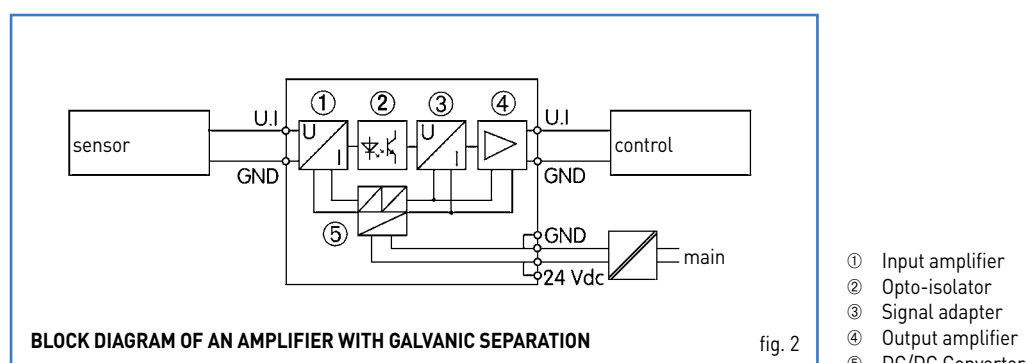 ① ② ③ ④
U.I U I U I U.I
sensor control
GND GND
⑤ GND
main
24 Vdc
BLOCK DIAGRAM OF AN AMPLIFIER WITH GALVANIC SEPARATION fig. 2
① Input amplifier
② Opto-isolator
③ Signal adapter
④ Output amplifier
⑤ DC/DC Converter